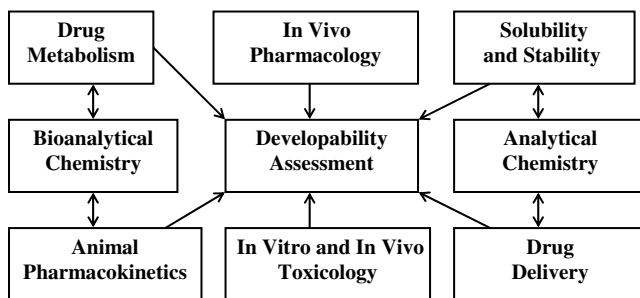 Drug
Metabolism
In Vivo
Pharmacology
Solubility
and Stability
Bioanalytical
Chemistry
Developability
Assessment
Analytical
Chemistry
Animal
Pharmacokinetics
In Vitro and In Vivo
Toxicology
Drug
Delivery